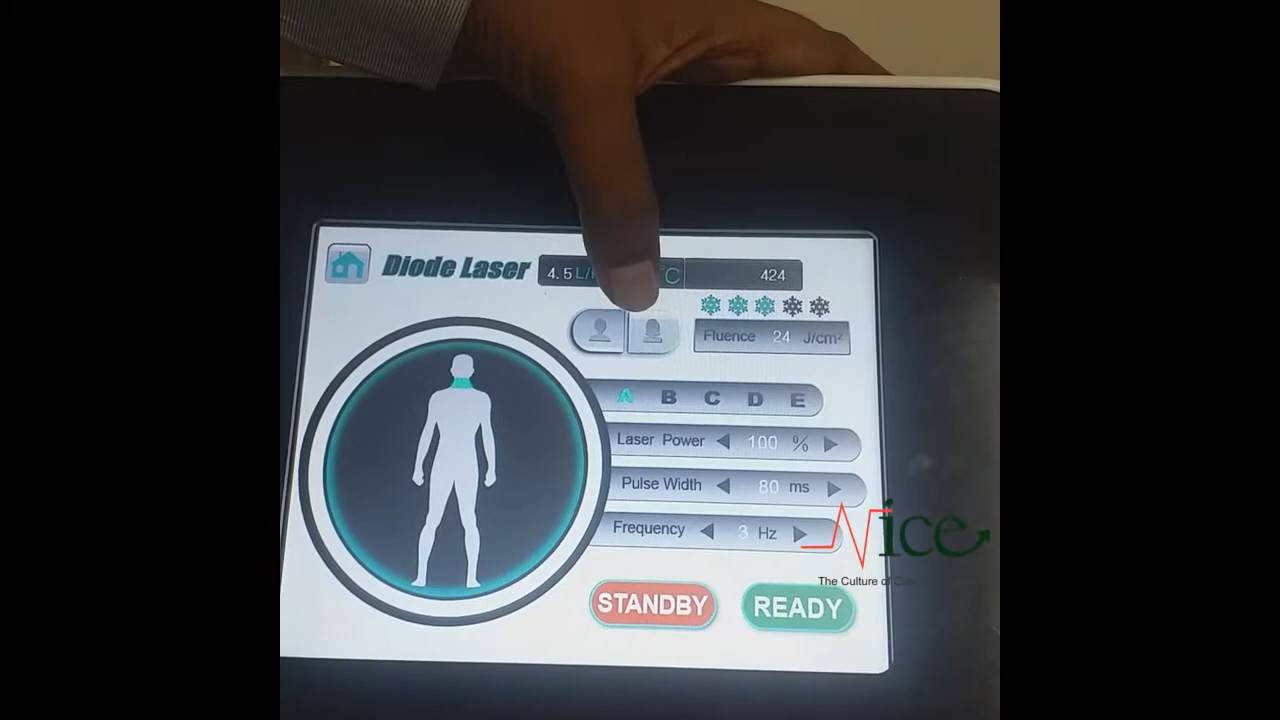 Diode Laser 4.5 °C 424
Fluence 24 J/cm²
A B C D E
Laser Power 100 %
Pulse Width 80 ms
Frequency 3 Hz
Nice
The Culture of
STANDBY READY